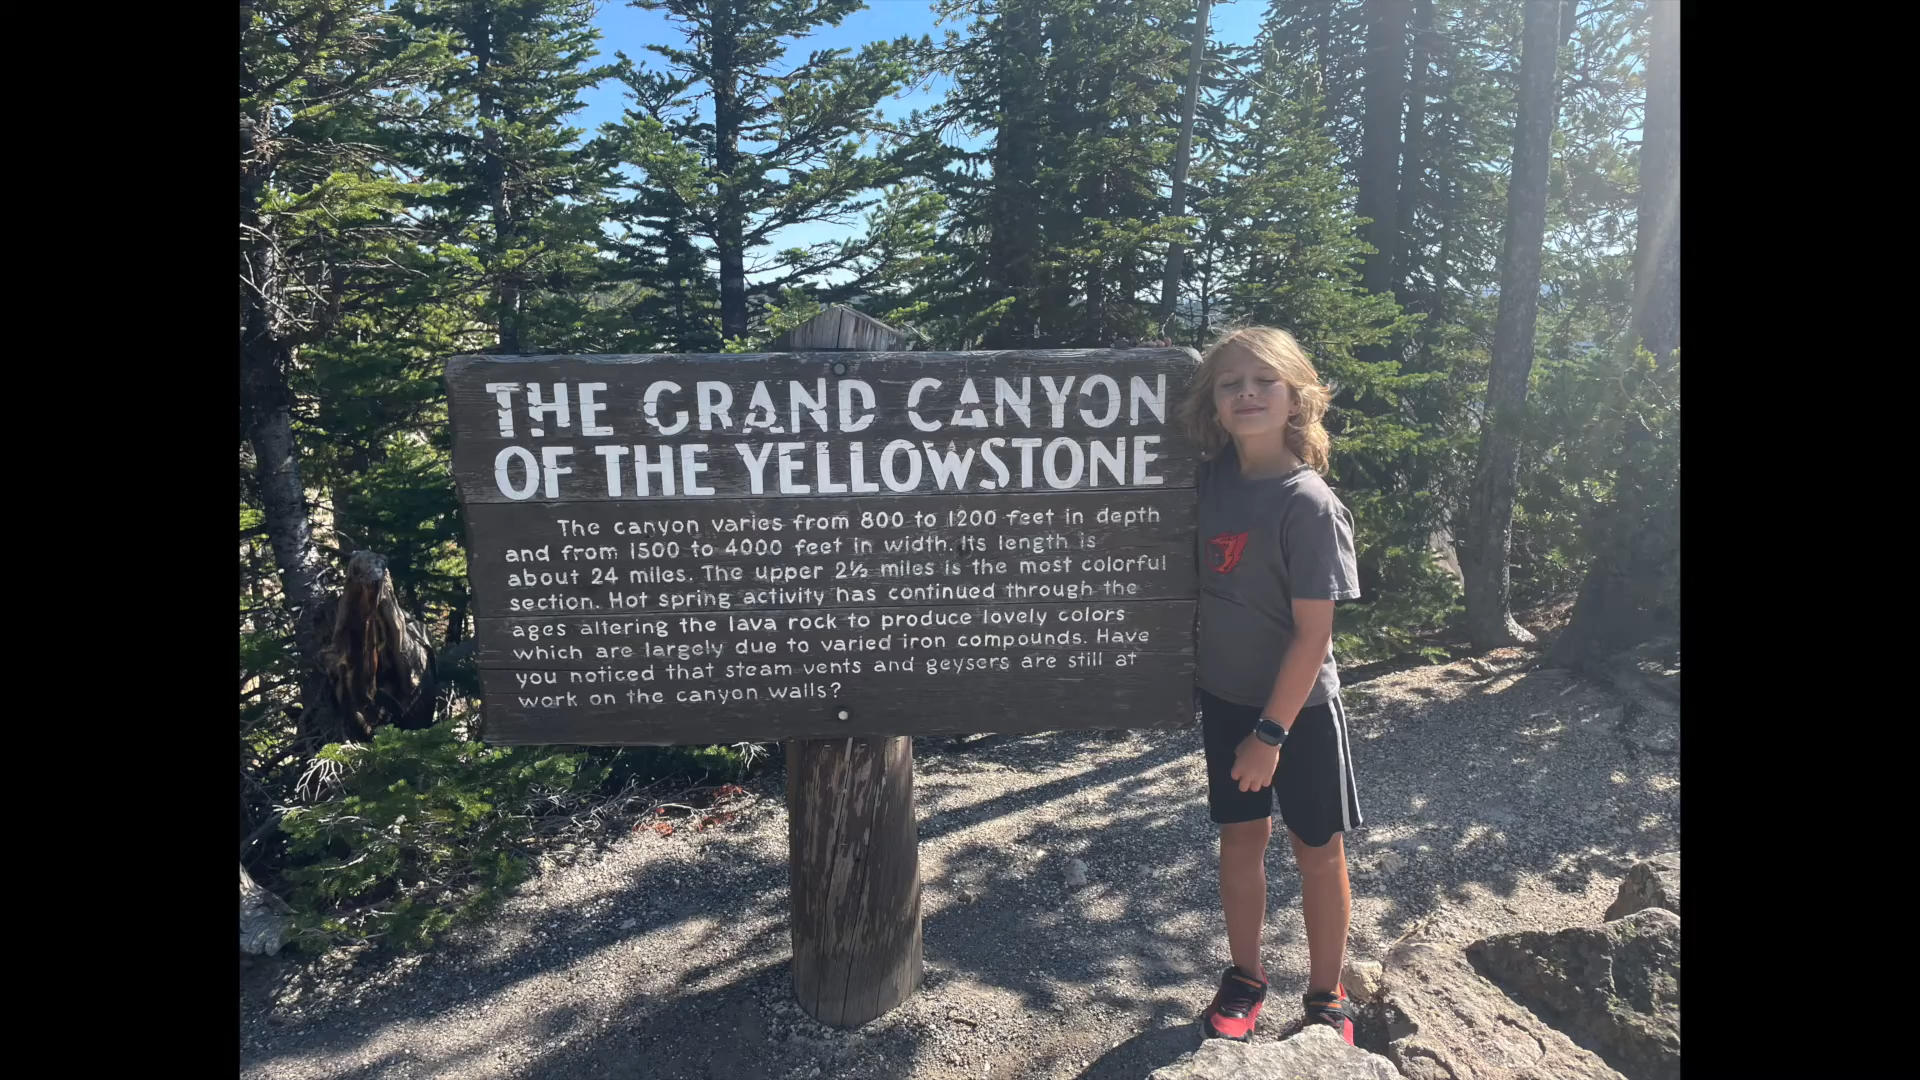 THE GRAND CANYON
OF THE YELLOWSTONE
The canyon varies from 800 to 1200 feet in depth
and from 1500 to 4000 feet in width. Its length is
about 24 miles. The upper 2½ miles is the most colorful
section. Hot spring activity has continued through the
ages altering the lava rock to produce lovely colors
which are largely due to varied iron compounds. Have
you noticed that steam vents and geysers are still at
work on the canyon walls?